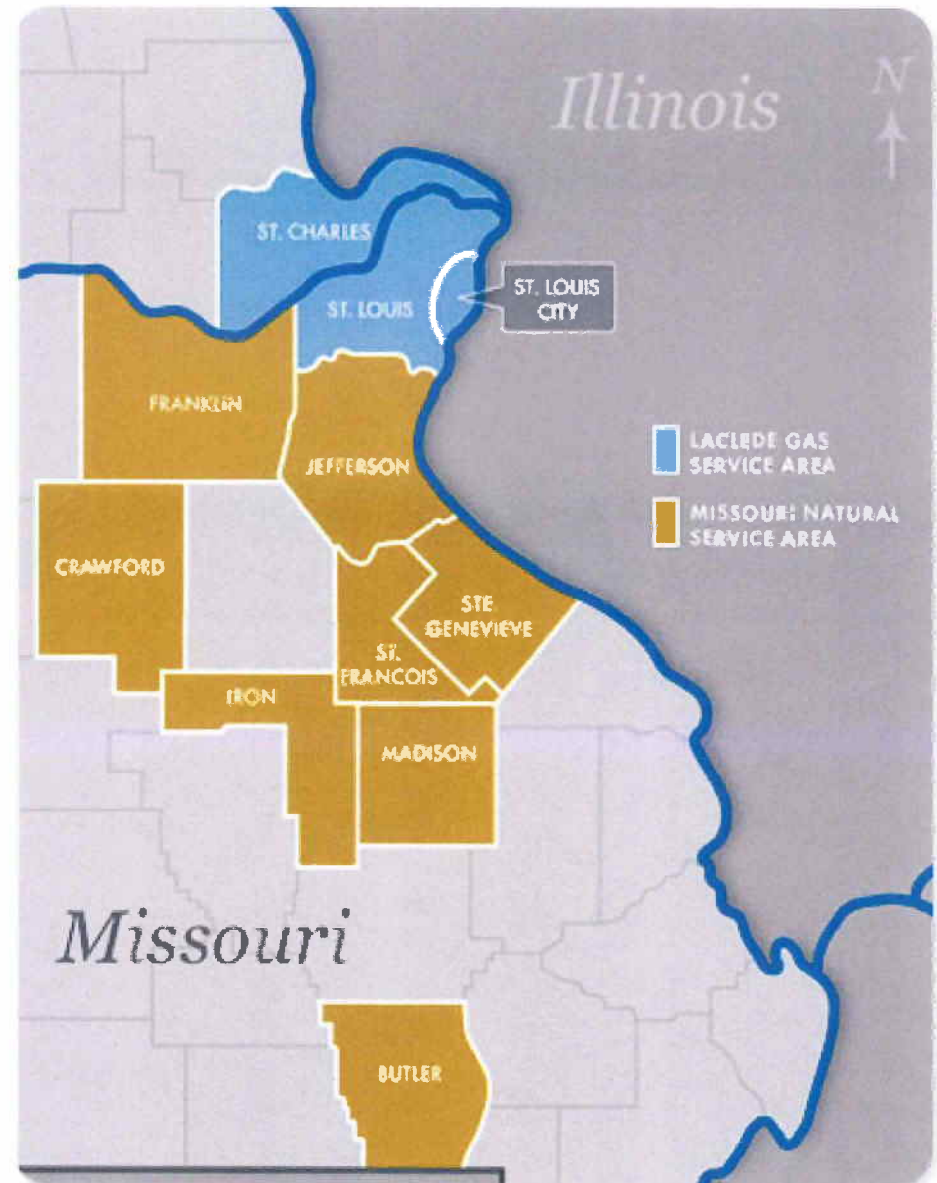 Illinois
N
ST. CHARLES
ST. LOUIS
CITY
ST. LOUIS
FRANKLIN
JEFFERSON
LACLEDE GAS
SERVICE AREA
MISSOURI NATURAL
SERVICE AREA
CRAWFORD
STE
GENEVIEVE
ST.
FRANCOIS
IRON
MADISON
Missouri
BUTLER